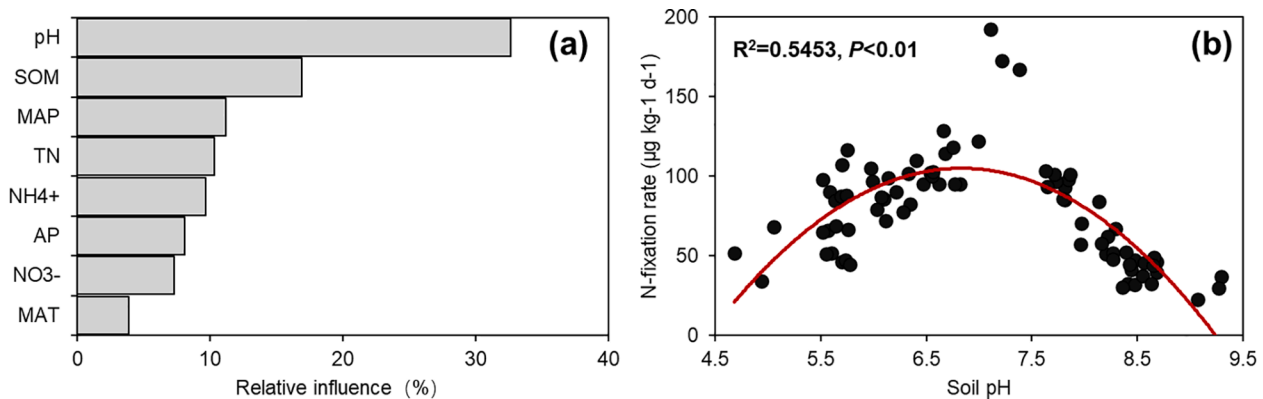 (a)
pH
SOM
MAP
TN
NH4+
AP
NO3-
MAT
0 10 20 30 40
Relative influence（%）
(b)
R²=0.5453, P<0.01
N-fixation rate (μg kg-1 d-1)
200
150
100
50
0
4.5 5.5 6.5 7.5 8.5 9.5
Soil pH